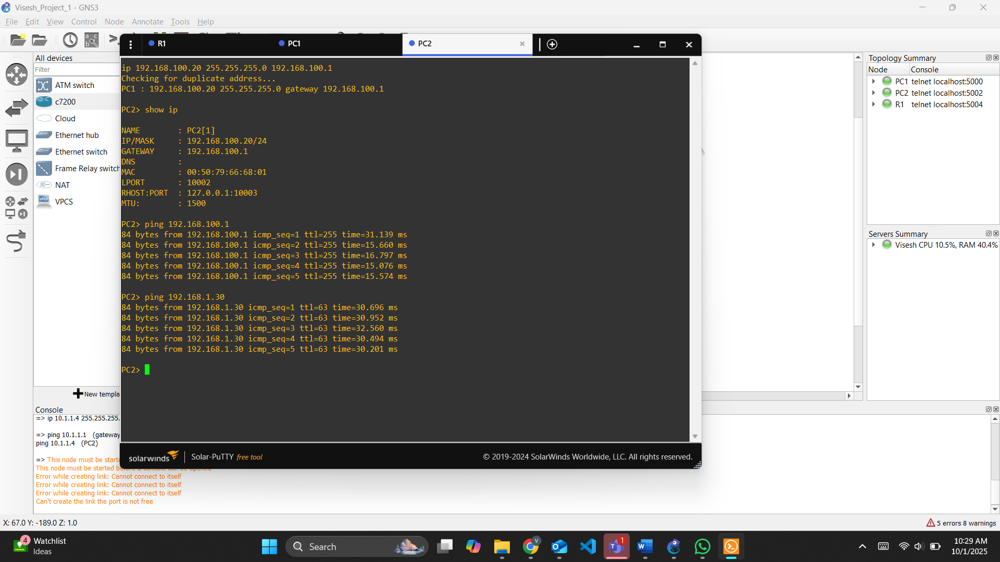 Visesh_Project_1 - GNS3
File Edit View Control Node Annotate Tools Help
R1
PC1
PC2
All devices
Filter
ATM switch
c7200
Cloud
Ethernet hub
Ethernet switch
Frame Relay switch
NAT
VPCS
New templa
ip 192.168.100.20 255.255.255.0 192.168.100.1
Checking for duplicate address...
PC1 : 192.168.100.20 255.255.255.0 gateway 192.168.100.1
PC2> show ip
NAME : PC2[1]
IP/MASK : 192.168.100.20/24
GATEWAY : 192.168.100.1
DNS :
MAC : 00:50:79:66:68:01
LPORT : 10002
RHOST:PORT : 127.0.0.1:10003
MTU: : 1500
PC2> ping 192.168.100.1
84 bytes from 192.168.100.1 icmp_seq=1 ttl=255 time=31.139 ms
84 bytes from 192.168.100.1 icmp_seq=2 ttl=255 time=15.660 ms
84 bytes from 192.168.100.1 icmp_seq=3 ttl=255 time=16.797 ms
84 bytes from 192.168.100.1 icmp_seq=4 ttl=255 time=15.076 ms
84 bytes from 192.168.100.1 icmp_seq=5 ttl=255 time=15.574 ms
PC2> ping 192.168.1.30
84 bytes from 192.168.1.30 icmp_seq=1 ttl=63 time=30.696 ms
84 bytes from 192.168.1.30 icmp_seq=2 ttl=63 time=30.952 ms
84 bytes from 192.168.1.30 icmp_seq=3 ttl=63 time=32.560 ms
84 bytes from 192.168.1.30 icmp_seq=4 ttl=63 time=30.494 ms
84 bytes from 192.168.1.30 icmp_seq=5 ttl=63 time=30.201 ms
PC2>
solarwinds Solar-PuTTY free tool
© 2019-2024 SolarWinds Worldwide, LLC. All rights reserved.
Topology Summary
Node Console
PC1 telnet localhost:5000
PC2 telnet localhost:5002
R1 telnet localhost:5004
Servers Summary
Visesh CPU 10.5%, RAM 40.4%
Console
=> ip 10.1.1.4 255.255.255.
=> ping 10.1.1.1 (gateway
ping 10.1.1.4 (PC2)
=> This node must be starte
This node must be started before a console can be opened
Error while creating link: Cannot connect to itself
Error while creating link: Cannot connect to itself
Error while creating link: Cannot connect to itself
Can't create the link the port is not free
X: 67.0 Y: -189.0 Z: 1.0
5 errors 8 warnings
4
Watchlist
Ideas
Search
V
1
10:29 AM
10/1/2025